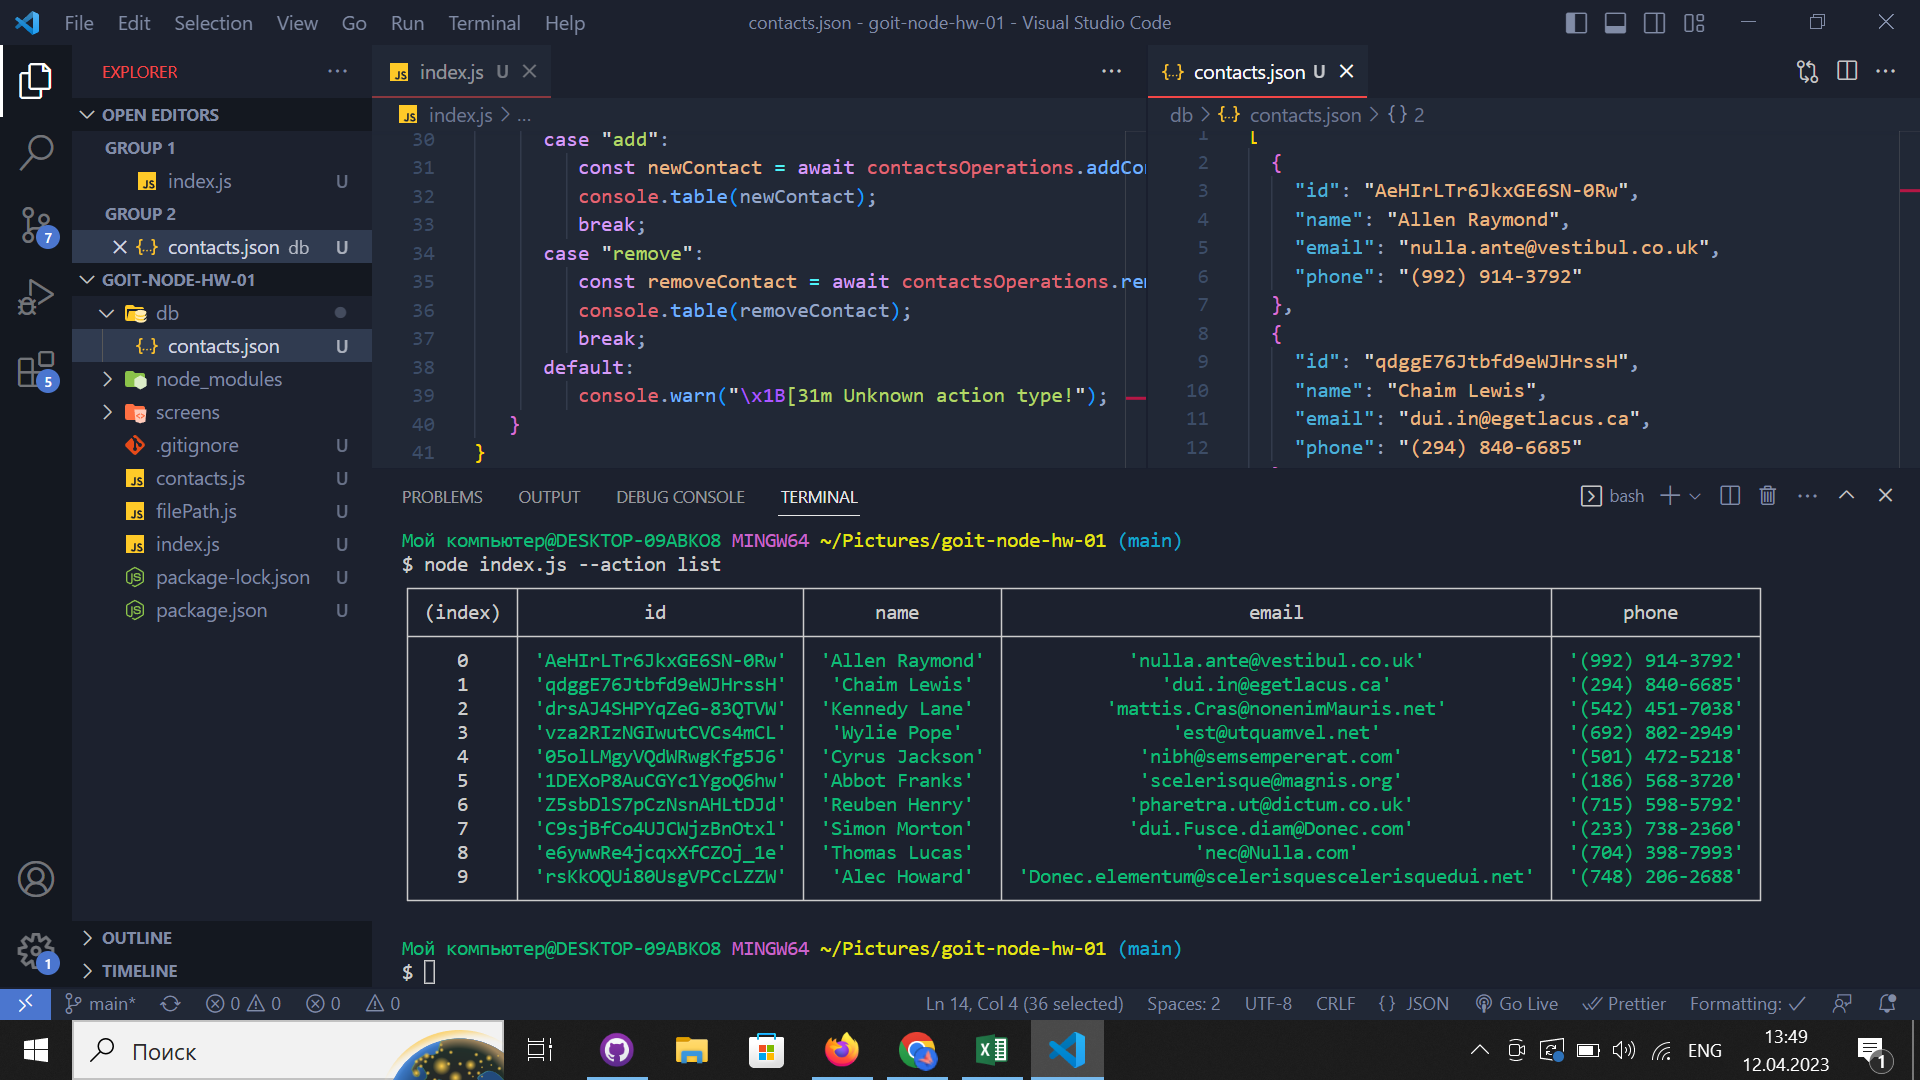 File Edit Selection View Go Run Terminal Help
contacts.json - goit-node-hw-01 - Visual Studio Code
EXPLORER
OPEN EDITORS
GROUP 1
JS index.js U
GROUP 2
{..} contacts.json db U
GOIT-NODE-HW-01
db
{..} contacts.json U
node_modules
screens
.gitignore U
JS contacts.js U
JS filePath.js U
JS index.js U
package-lock.json U
package.json U
OUTLINE
TIMELINE
7
5
1
JS index.js U
JS index.js > ...
30 case "add":
31 const newContact = await contactsOperations.addCo
32 console.table(newContact);
33 break;
34 case "remove":
35 const removeContact = await contactsOperations.re
36 console.table(removeContact);
37 break;
38 default:
39 console.warn("\x1B[31m Unknown action type!");
40 }
41 }
{..} contacts.json U
db > {..} contacts.json > {} 2
1 [
2 {
3 "id": "AeHIrLTr6JkxGE6SN-0Rw",
4 "name": "Allen Raymond",
5 "email": "nulla.ante@vestibul.co.uk",
6 "phone": "(992) 914-3792"
7 },
8 {
9 "id": "qdggE76Jtbfd9eWJHrssH",
10 "name": "Chaim Lewis",
11 "email": "dui.in@egetlacus.ca",
12 "phone": "(294) 840-6685"
PROBLEMS OUTPUT DEBUG CONSOLE TERMINAL
bash
Мой компьютер@DESKTOP-09ABKO8 MINGW64 ~/Pictures/goit-node-hw-01 (main)
$ node index.js --action list
(index) id name email phone
0 'AeHIrLTr6JkxGE6SN-0Rw' 'Allen Raymond' 'nulla.ante@vestibul.co.uk' '(992) 914-3792'
1 'qdggE76Jtbfd9eWJHrssH' 'Chaim Lewis' 'dui.in@egetlacus.ca' '(294) 840-6685'
2 'drsAJ4SHPYqZeG-83QTVW' 'Kennedy Lane' 'mattis.Cras@nonenimMauris.net' '(542) 451-7038'
3 'vza2RIzNGIwutCVCs4mCL' 'Wylie Pope' 'est@utquamvel.net' '(692) 802-2949'
4 '05olLMgyVQdWRwgKfg5J6' 'Cyrus Jackson' 'nibh@semsempererat.com' '(501) 472-5218'
5 '1DEXoP8AuCGYc1YgoQ6hw' 'Abbot Franks' 'scelerisque@magnis.org' '(186) 568-3720'
6 'Z5sbDlS7pCzNsnAHLtDJd' 'Reuben Henry' 'pharetra.ut@dictum.co.uk' '(715) 598-5792'
7 'C9sjBfCo4UJCWjzBnOtxl' 'Simon Morton' 'dui.Fusce.diam@Donec.com' '(233) 738-2360'
8 'e6ywwRe4jcqxXfCZOj_1e' 'Thomas Lucas' 'nec@Nulla.com' '(704) 398-7993'
9 'rsKkOQUi80UsgVPCcLZZW' 'Alec Howard' 'Donec.elementum@scelerisquescelerisquedui.net' '(748) 206-2688'
Мой компьютер@DESKTOP-09ABKO8 MINGW64 ~/Pictures/goit-node-hw-01 (main)
$
main* 0 0 0 0
Ln 14, Col 4 (36 selected) Spaces: 2 UTF-8 CRLF {} JSON Go Live Prettier Formatting:
Поиск
ENG
13:49
12.04.2023
1